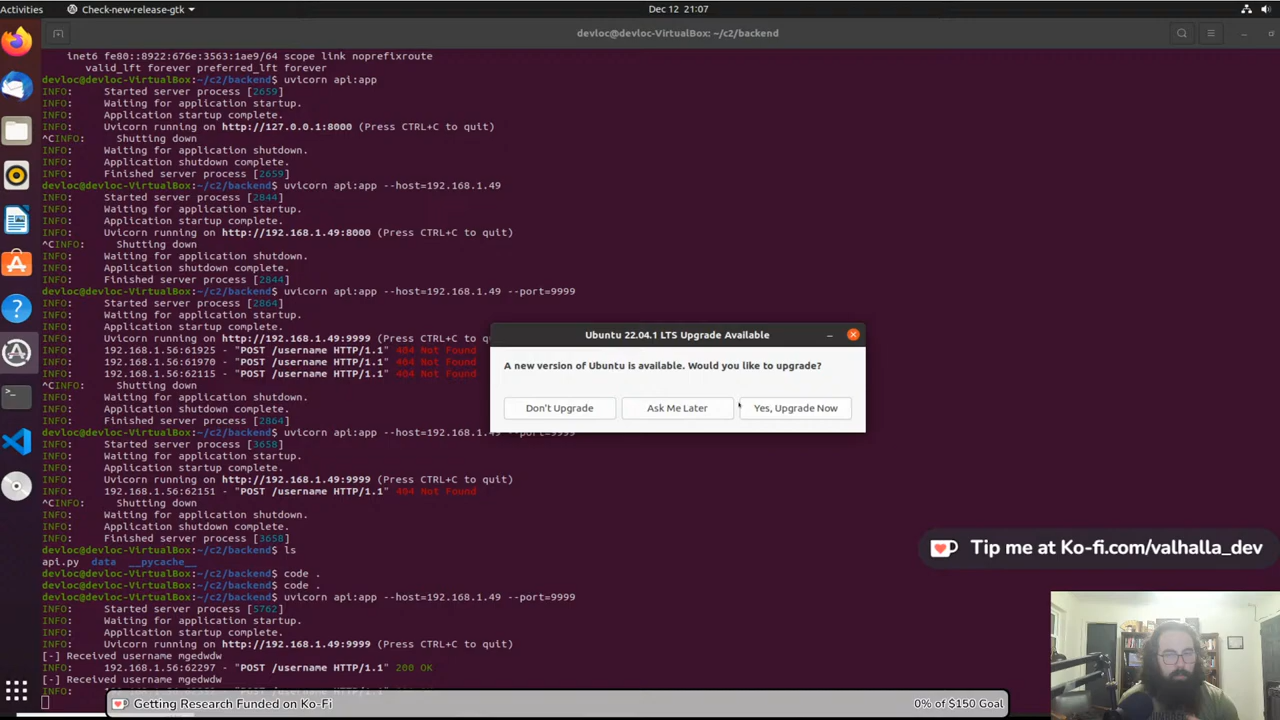 Activities
Check-new-release-gtk
Dec 12 21:07
devloc@devloc-VirtualBox: ~/c2/backend
inet6 fe80::8922:676e:3563:1ae9/64 scope link noprefixroute
valid_lft forever preferred_lft forever
devloc@devloc-VirtualBox:~/c2/backend$ uvicorn api:app
INFO: Started server process [2659]
INFO: Waiting for application startup.
INFO: Application startup complete.
INFO: Uvicorn running on http://127.0.0.1:8000 (Press CTRL+C to quit)
^CINFO: Shutting down
INFO: Waiting for application shutdown.
INFO: Application shutdown complete.
INFO: Finished server process [2659]
devloc@devloc-VirtualBox:~/c2/backend$ uvicorn api:app --host=192.168.1.49
INFO: Started server process [2844]
INFO: Waiting for application startup.
INFO: Application startup complete.
INFO: Uvicorn running on http://192.168.1.49:8000 (Press CTRL+C to quit)
^CINFO: Shutting down
INFO: Waiting for application shutdown.
INFO: Application shutdown complete.
INFO: Finished server process [2844]
devloc@devloc-VirtualBox:~/c2/backend$ uvicorn api:app --host=192.168.1.49 --port=9999
INFO: Started server process [2864]
INFO: Waiting for application startup.
INFO: Application startup complete.
INFO: Uvicorn running on http://192.168.1.49:9999 (Press CTRL+C to
INFO: 192.168.1.56:61925 - "POST /username HTTP/1.1" 404 Not Found
INFO: 192.168.1.56:61970 - "POST /username HTTP/1.1" 404 Not Found
INFO: 192.168.1.56:62115 - "POST /username HTTP/1.1" 404 Not Found
^CINFO: Shutting down
INFO: Waiting for application shutdown.
INFO: Application shutdown complete.
INFO: Finished server process [2864]
devloc@devloc-VirtualBox:~/c2/backend$ uvicorn api:app --host=192.168.1.49 --port=9999
INFO: Started server process [3658]
INFO: Waiting for application startup.
INFO: Application startup complete.
INFO: Uvicorn running on http://192.168.1.49:9999 (Press CTRL+C to quit)
INFO: 192.168.1.56:62151 - "POST /username HTTP/1.1" 404 Not Found
^CINFO: Shutting down
INFO: Waiting for application shutdown.
INFO: Application shutdown complete.
INFO: Finished server process [3658]
devloc@devloc-VirtualBox:~/c2/backend$ ls
api.py data __pycache__
devloc@devloc-VirtualBox:~/c2/backend$ code .
devloc@devloc-VirtualBox:~/c2/backend$ code .
devloc@devloc-VirtualBox:~/c2/backend$ uvicorn api:app --host=192.168.1.49 --port=9999
INFO: Started server process [5762]
INFO: Waiting for application startup.
INFO: Application startup complete.
INFO: Uvicorn running on http://192.168.1.49:9999 (Press CTRL+C to quit)
[-] Received username mgedwdw
INFO: 192.168.1.56:62297 - "POST /username HTTP/1.1" 200 OK
[-] Received username mgedwdw
INFO:
Ubuntu 22.04.1 LTS Upgrade Available
A new version of Ubuntu is available. Would you like to upgrade?
Don't Upgrade
Ask Me Later
Yes, Upgrade Now
Tip me at Ko-fi.com/valhalla_dev
Getting Research Funded on Ko-Fi
0% of $150 Goal